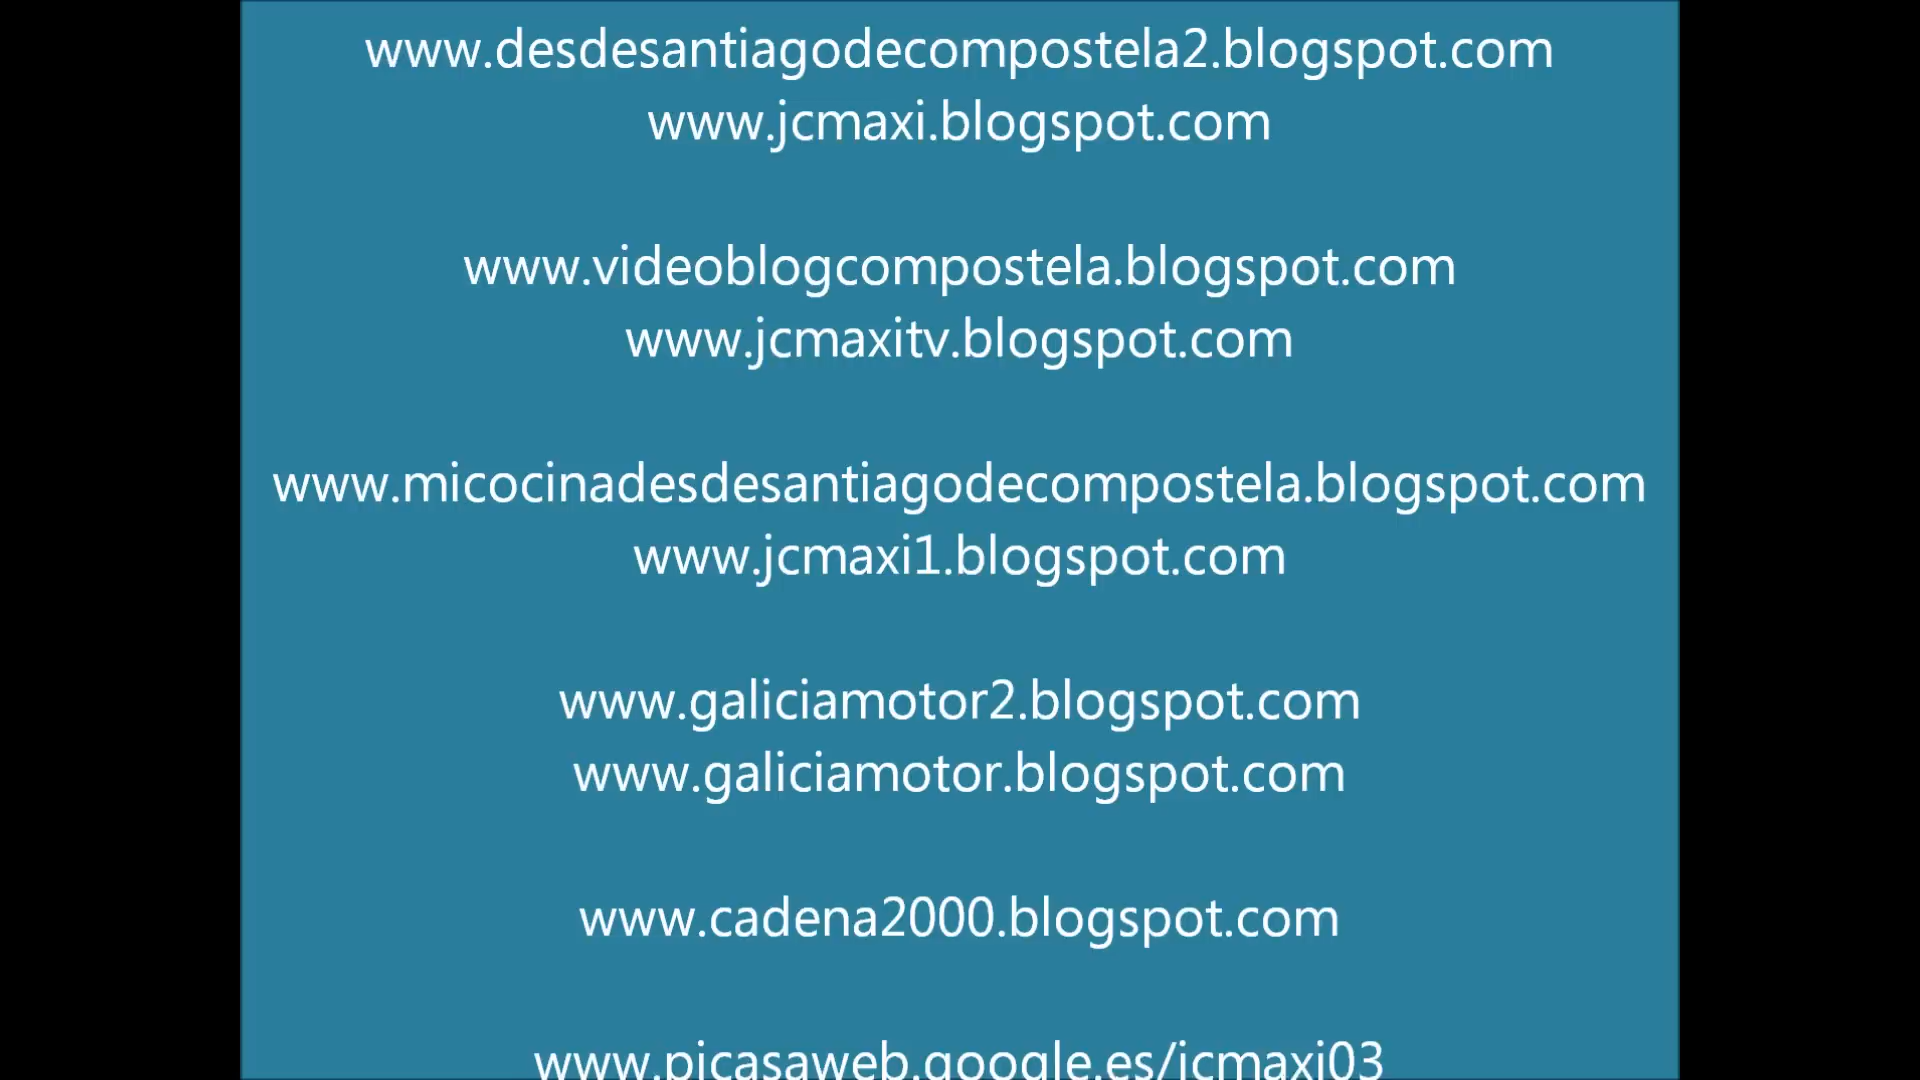 www.desdesantiagodecompostela2.blogspot.com
www.jcmaxi.blogspot.com
www.videoblogcompostela.blogspot.com
www.jcmaxitv.blogspot.com
www.micocinadesdesantiagodecompostela.blogspot.com
www.jcmaxi1.blogspot.com
www.galiciamotor2.blogspot.com
www.galiciamotor.blogspot.com
www.cadena2000.blogspot.com
www.picasaweb.google.es/jcmaxi03